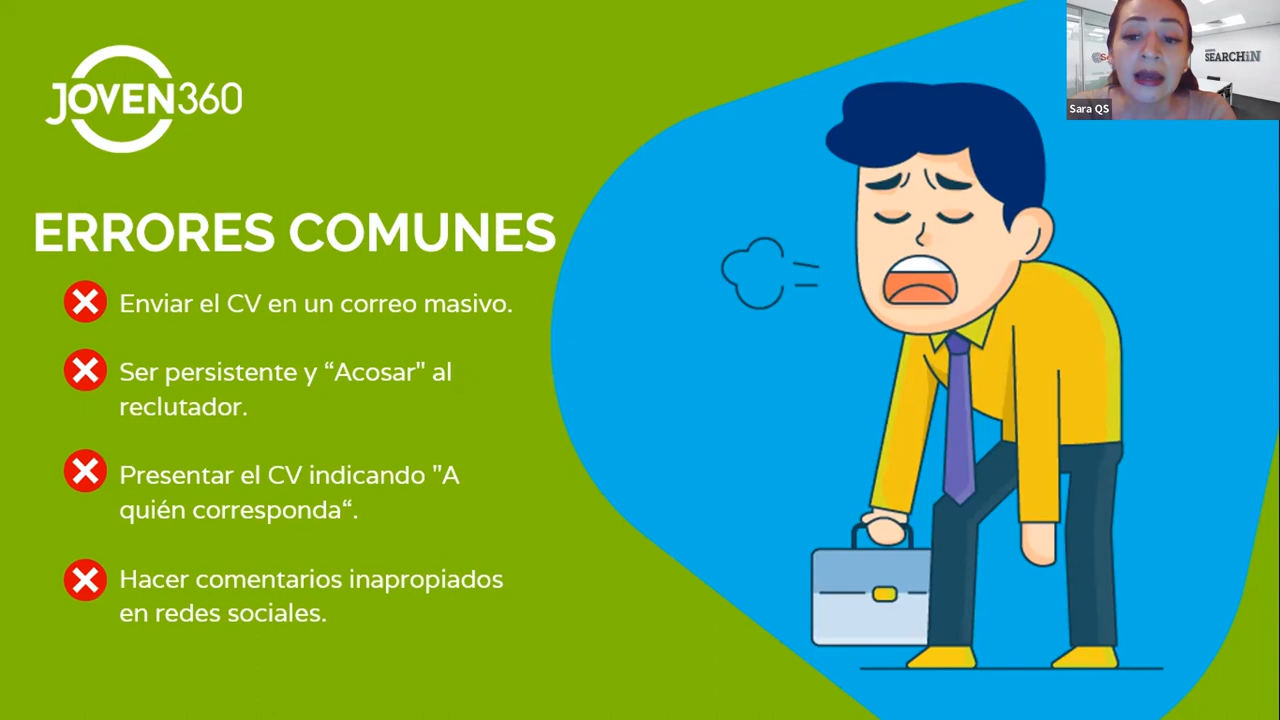 JOVEN360
ERRORES COMUNES
Enviar el CV en un correo masivo.
Ser persistente y “Acosar" al
reclutador.
Presentar el CV indicando "A
quién corresponda“.
Hacer comentarios inapropiados
en redes sociales.
SEARCHiN
Sara QS